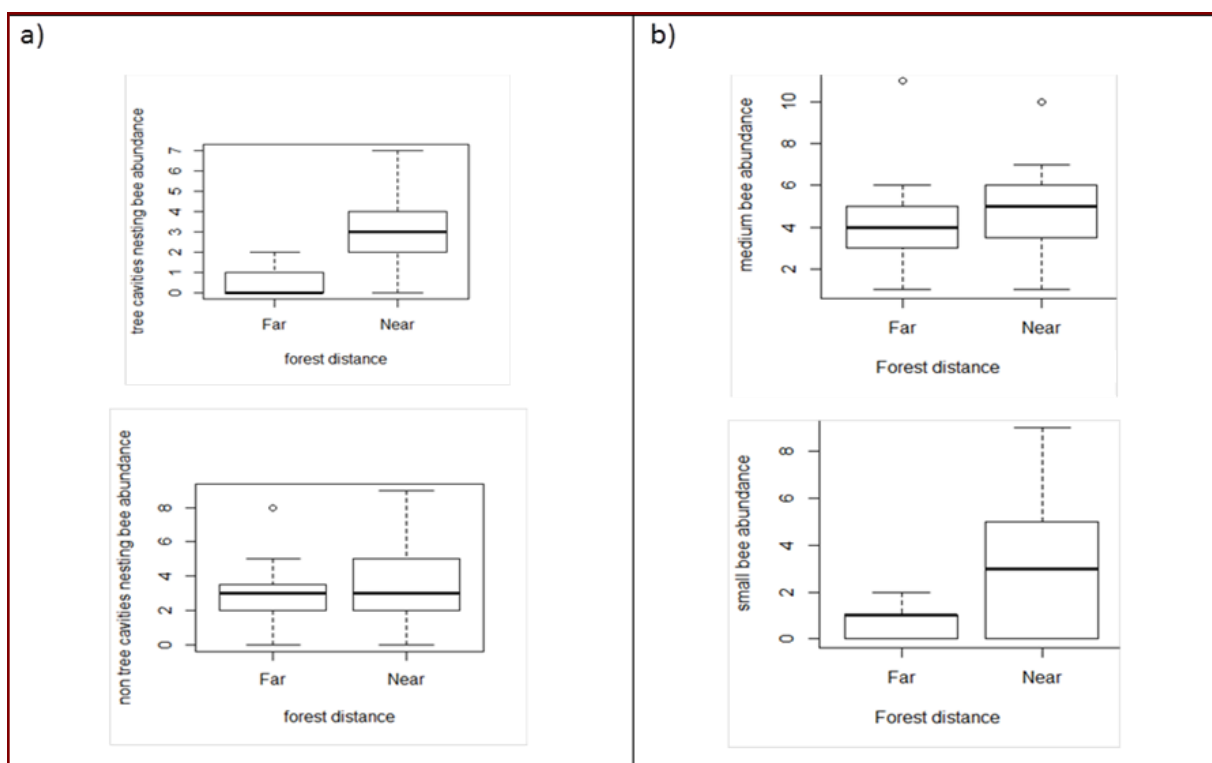 a)
tree cavities nesting bee abundance
7
6
5
4
3
2
1
0
Far Near
forest distance
non tree cavities nesting bee abundance
8
6
4
2
0
Far Near
forest distance
b)
medium bee abundance
10
8
6
4
2
Far Near
Forest distance
small bee abundance
8
6
4
2
0
Far Near
Forest distance